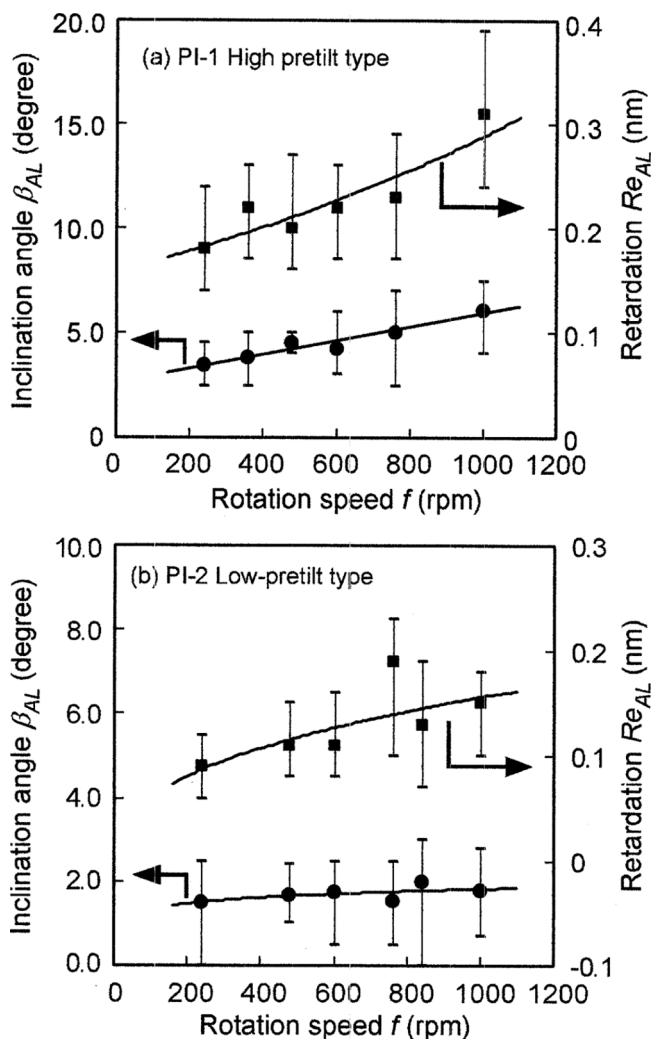 20.0
15.0
10.0
5.0
0
Inclination angle βAL (degree)
(a) PI-1 High pretilt type
0.4
0.3
0.2
0.1
0
Retardation ReAL (nm)
0 200 400 600 800 1000 1200
Rotation speed f (rpm)
10.0
8.0
6.0
4.0
2.0
0.0
Inclination angle βAL (degree)
(b) PI-2 Low-pretilt type
0.3
0.2
0.1
0
-0.1
Retardation ReAL (nm)
0 200 400 600 800 1000 1200
Rotation speed f (rpm)